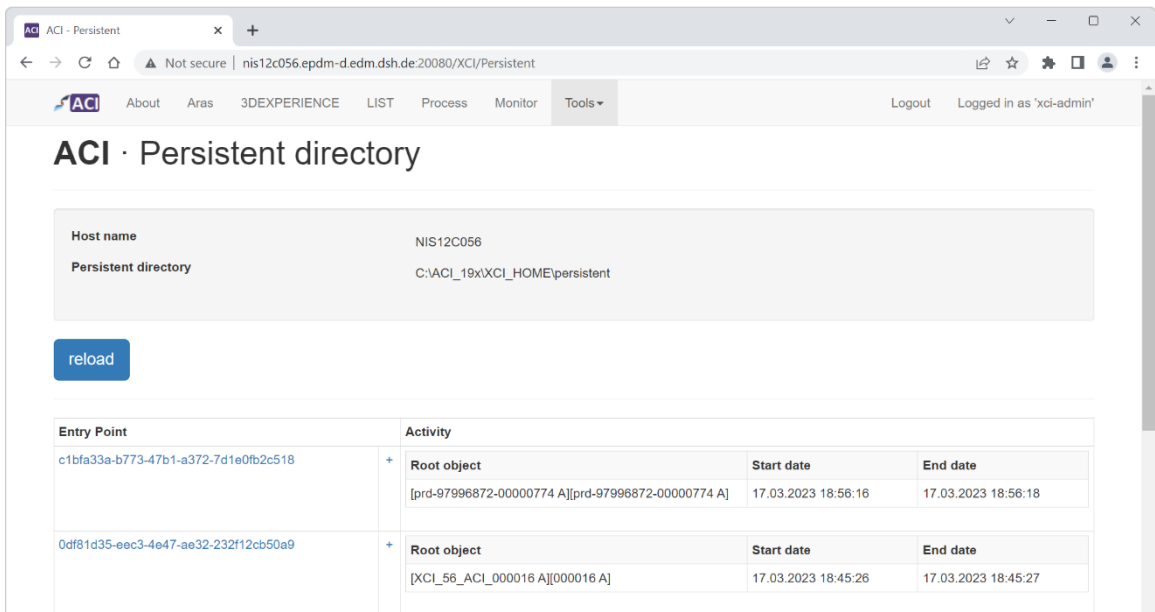 ACI ACI - Persistent
Not secure | nis12c056.epdm-d.edm.dsh.de:20080/XCI/Persistent
ACI About Aras 3DEXPERIENCE LIST Process Monitor Tools Logout Logged in as 'xci-admin'
ACI · Persistent directory
Host name NIS12C056
Persistent directory C:\ACI_19x\XCI_HOME\persistent
reload
Entry Point Activity
c1bfa33a-b773-47b1-a372-7d1e0fb2c518 + Root object Start date End date
[prd-97996872-00000774 A][prd-97996872-00000774 A] 17.03.2023 18:56:16 17.03.2023 18:56:18
0df81d35-eec3-4e47-ae32-232f12cb50a9 + Root object Start date End date
[XCI_56_ACI_000016 A][000016 A] 17.03.2023 18:45:26 17.03.2023 18:45:27